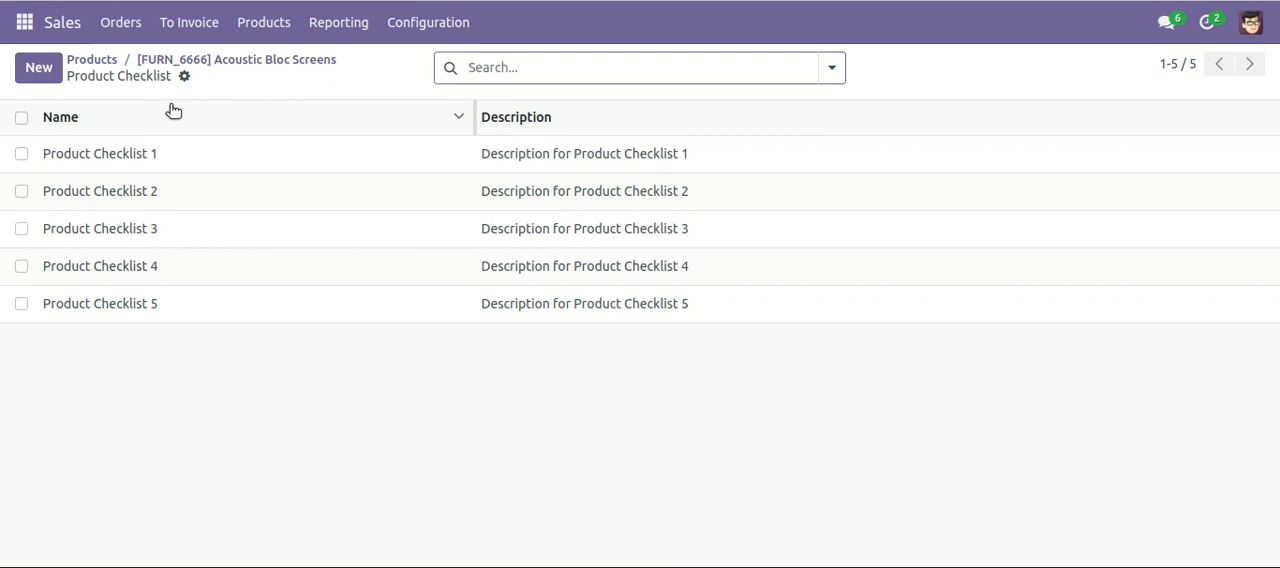 Sales Orders To Invoice Products Reporting Configuration 6 2
New Products / [FURN_6666] Acoustic Bloc Screens
Product Checklist
Search...
1-5 / 5
Name Description
Product Checklist 1 Description for Product Checklist 1
Product Checklist 2 Description for Product Checklist 2
Product Checklist 3 Description for Product Checklist 3
Product Checklist 4 Description for Product Checklist 4
Product Checklist 5 Description for Product Checklist 5